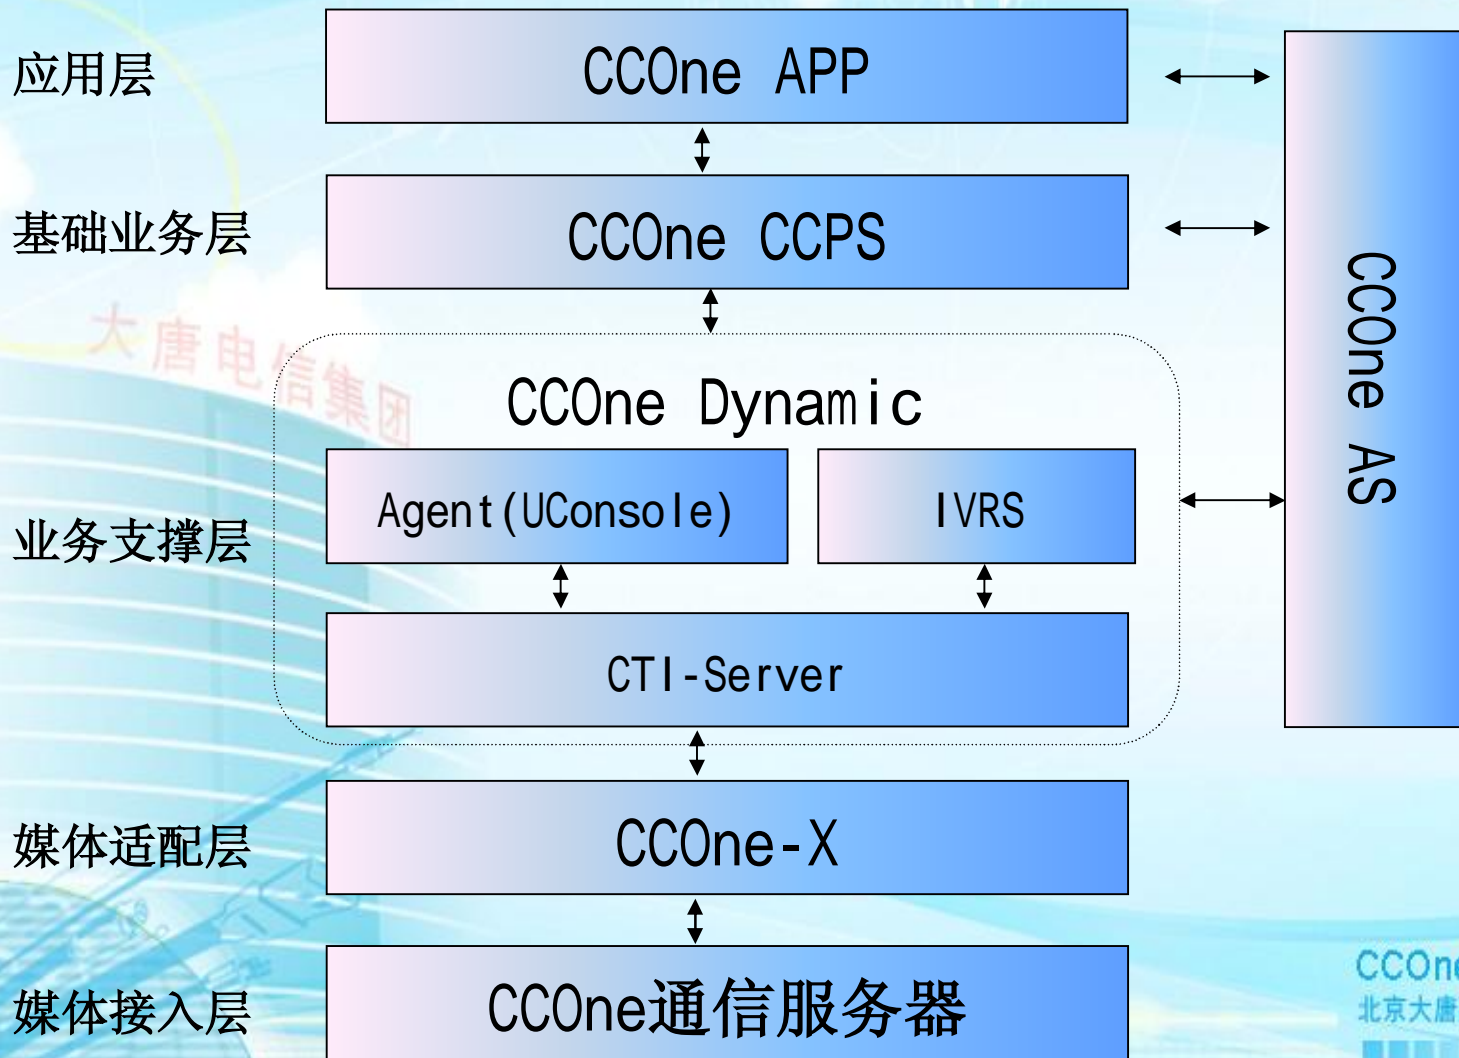 应用层
CCOne APP
基础业务层
CCOne CCPS
CCOne AS
大唐电信集团
CCOne Dynamic
业务支撑层
Agent(UConsole)
IVRS
CTI-Server
媒体适配层
CCOne-X
媒体接入层
CCOne通信服务器
CCOne
北京大唐